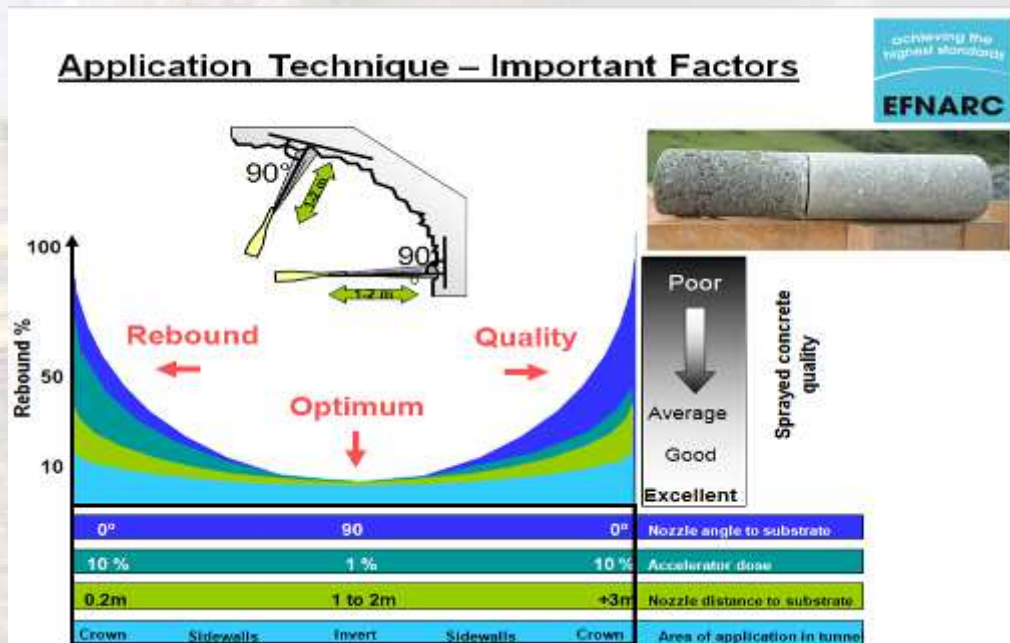 Application Technique – Important Factors
achieving the
highest standards
EFNARC
90°
1-2 m
90°
1-2 m
100
50
10
Rebound %
Rebound
Quality
Optimum
Poor
Average
Good
Excellent
Sprayed concrete
quality
0° 90 0° Nozzle angle to substrate
10 % 1 % 10 % Accelerator dose
0.2m 1 to 2m +3m Nozzle distance to substrate
Crown Sidewalls Invert Sidewalls Crown Area of application in tunne